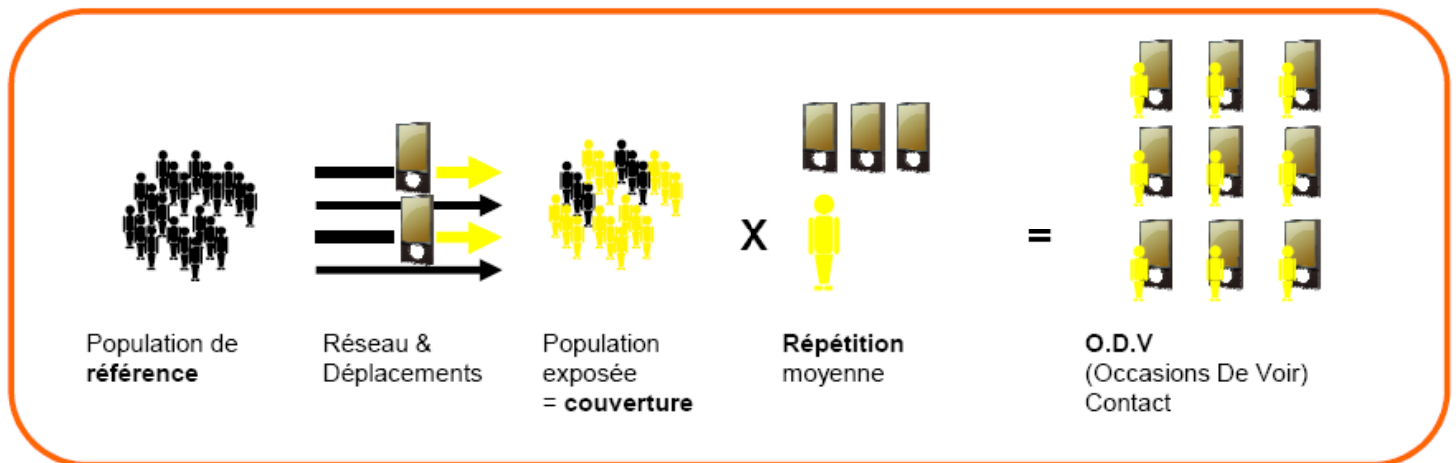 Population de
référence
Réseau &
Déplacements
Population
exposée
= couverture
X
Répétition
moyenne
=
O.D.V
(Occasions De Voir)
Contact